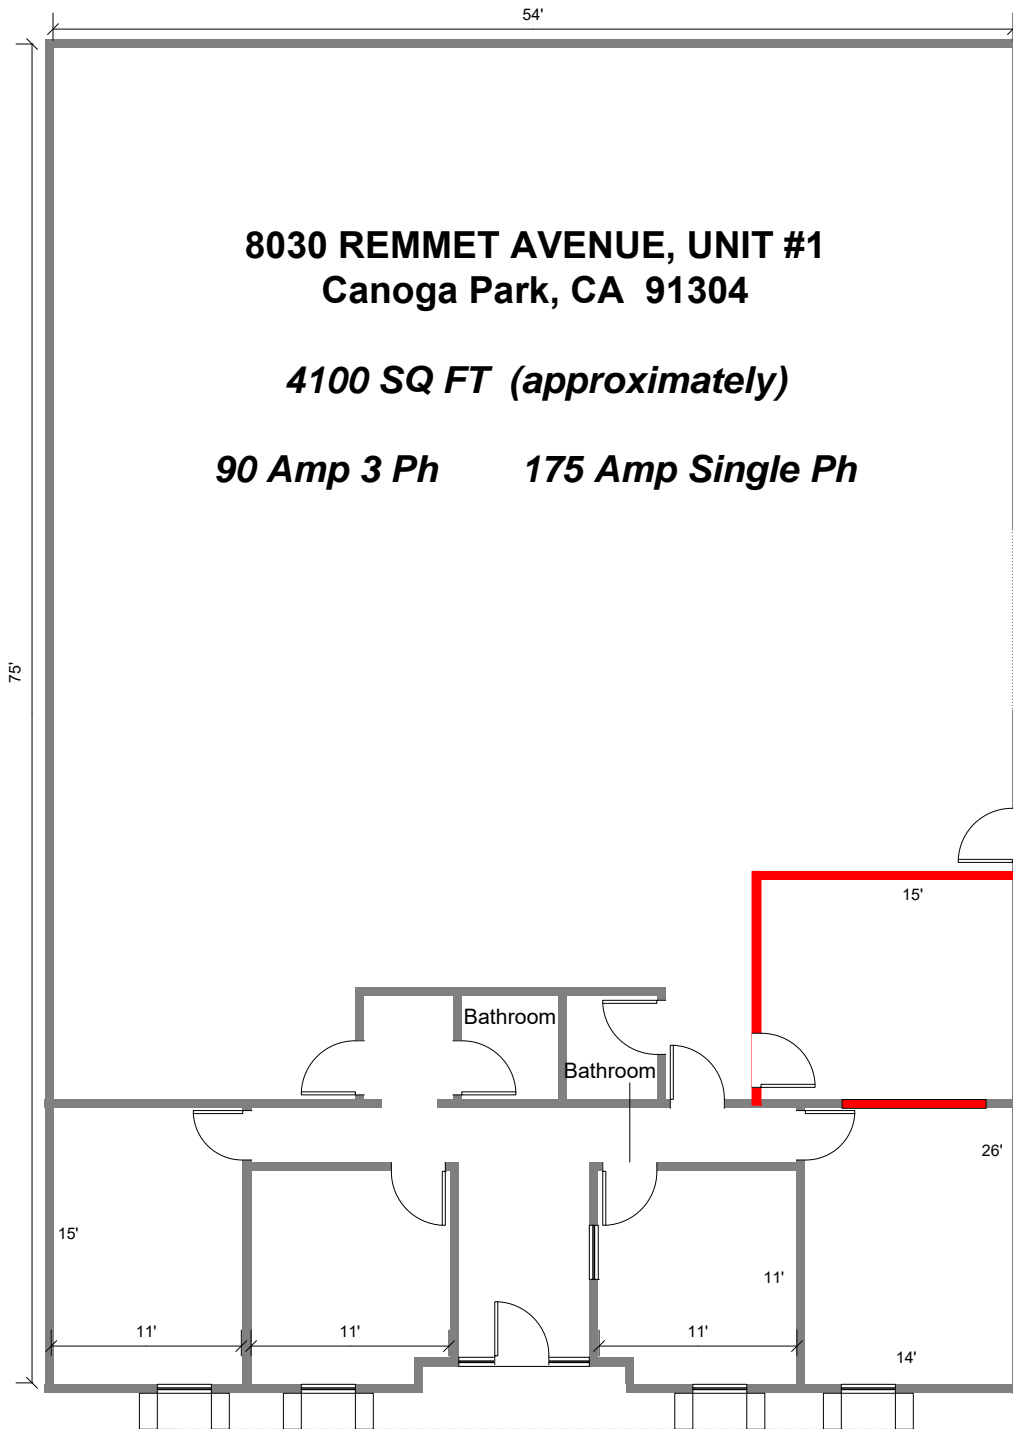 54'
8030 REMMET AVENUE, UNIT #1
Canoga Park, CA 91304
4100 SQ FT (approximately)
90 Amp 3 Ph 175 Amp Single Ph
75'
15'
Bathroom
Bathroom
26'
15'
11'
11'
11'
11'
14'